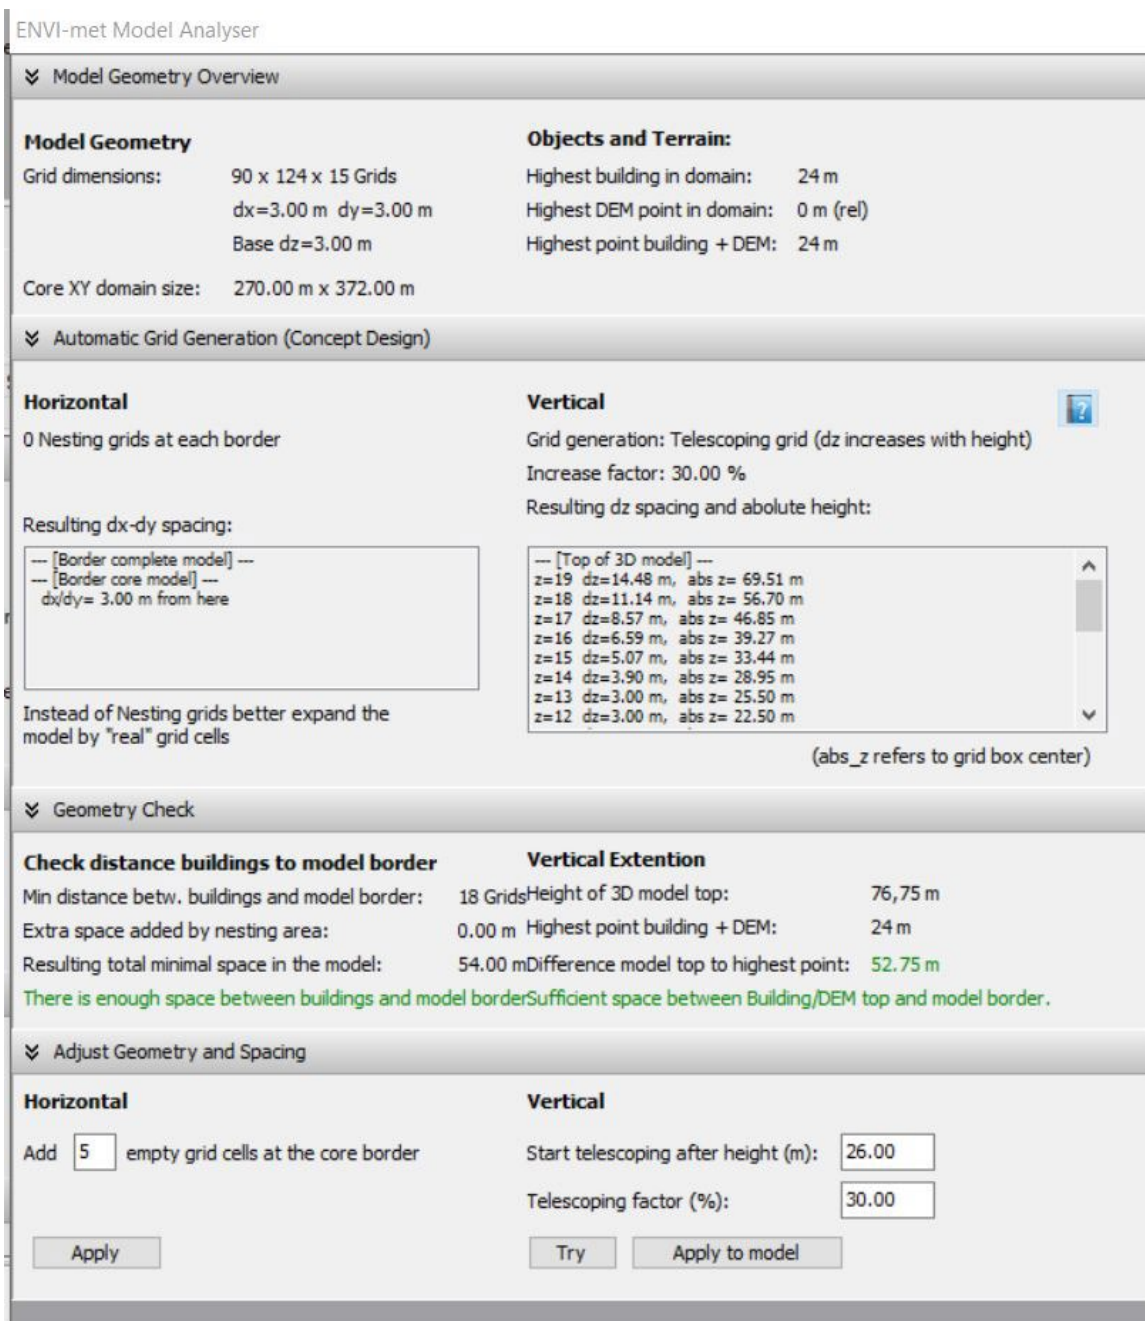 ENVI-met Model Analyser
Model Geometry Overview
Model Geometry
Grid dimensions: 90 x 124 x 15 Grids
dx=3.00 m dy=3.00 m
Base dz=3.00 m
Core XY domain size: 270.00 m x 372.00 m
Objects and Terrain:
Highest building in domain: 24 m
Highest DEM point in domain: 0 m (rel)
Highest point building + DEM: 24 m
Automatic Grid Generation (Concept Design)
Horizontal
0 Nesting grids at each border
Resulting dx-dy spacing:
--- [Border complete model] ---
--- [Border core model] ---
dx/dy= 3.00 m from here
Instead of Nesting grids better expand the
model by "real" grid cells
Vertical
Grid generation: Telescoping grid (dz increases with height)
Increase factor: 30.00 %
Resulting dz spacing and abolute height:
--- [Top of 3D model] ---
z=19 dz=14.48 m, abs z= 69.51 m
z=18 dz=11.14 m, abs z= 56.70 m
z=17 dz=8.57 m, abs z= 46.85 m
z=16 dz=6.59 m, abs z= 39.27 m
z=15 dz=5.07 m, abs z= 33.44 m
z=14 dz=3.90 m, abs z= 28.95 m
z=13 dz=3.00 m, abs z= 25.50 m
z=12 dz=3.00 m, abs z= 22.50 m
(abs_z refers to grid box center)
Geometry Check
Check distance buildings to model border
Min distance betw. buildings and model border: 18 Grids
Extra space added by nesting area: 0.00 m
Resulting total minimal space in the model: 54.00 m
There is enough space between buildings and model border
Vertical Extention
Height of 3D model top: 76,75 m
Highest point building + DEM: 24 m
Difference model top to highest point: 52.75 m
Sufficient space between Building/DEM top and model border.
Adjust Geometry and Spacing
Horizontal
Add 5 empty grid cells at the core border
Apply
Vertical
Start telescoping after height (m): 26.00
Telescoping factor (%): 30.00
Try Apply to model